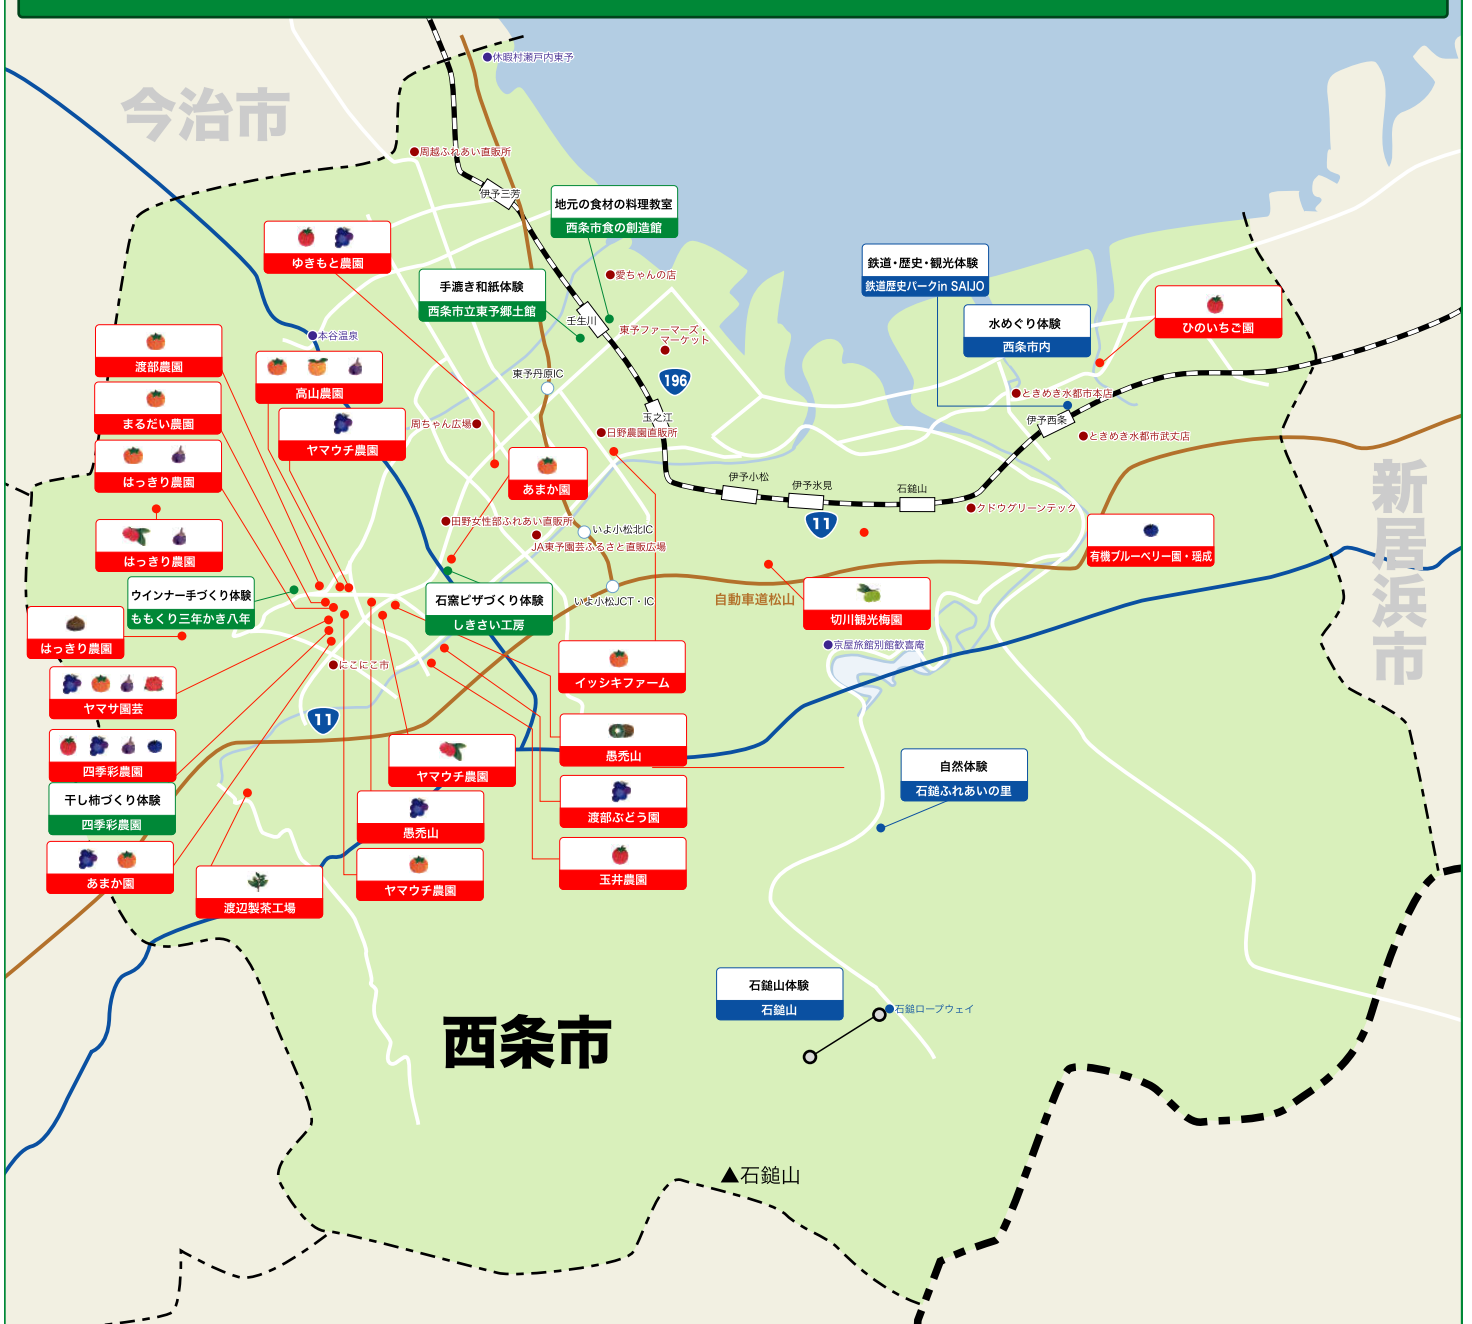 休暇村瀬戸内東予
今治市
周越ふれあい直販所
伊予三芳
地元の食材の料理教室
西条市食の創造館
ゆきもと農園
鉄道・歴史・観光体験
鉄道歴史パークin SAIJO
愛ちゃんの店
手漉き和紙体験
西条市立東予郷土館
ひのいちご園
水めぐり体験
西条市内
壬生川
東予ファーマーズ・
マーケット
本谷温泉
渡部農園
高山農園
東予丹原IC
196
まるだい農園
ときめき水都市本店
玉之江
伊予西条
周ちゃん広場
日野農園直販所
ときめき水都市武丈店
ヤマウチ農園
はっきり農園
あまか園
伊予小松
伊予氷見
石鎚山
新居浜市
クドウグリーンテック
田野女性部ふれあい直販所
いよ小松北IC
11
JA東予園芸ふるさと直販広場
有機ブルーベリー園・瑶成
はっきり農園
ウインナー手づくり体験
ももくり三年かき八年
石窯ピザづくり体験
しきさい工房
いよ小松JCT・IC
自動車道松山
切川観光梅園
はっきり農園
京屋旅館別館歓喜庵
にこにこ市
イッシキファーム
ヤマサ園芸
11
愚禿山
四季彩農園
ヤマウチ農園
自然体験
石鎚ふれあいの里
干し柿づくり体験
四季彩農園
渡部ぶどう園
愚禿山
あまか園
ヤマウチ農園
玉井農園
渡辺製茶工場
石鎚山体験
石鎚山
石鎚ロープウェイ
西条市
▲石鎚山